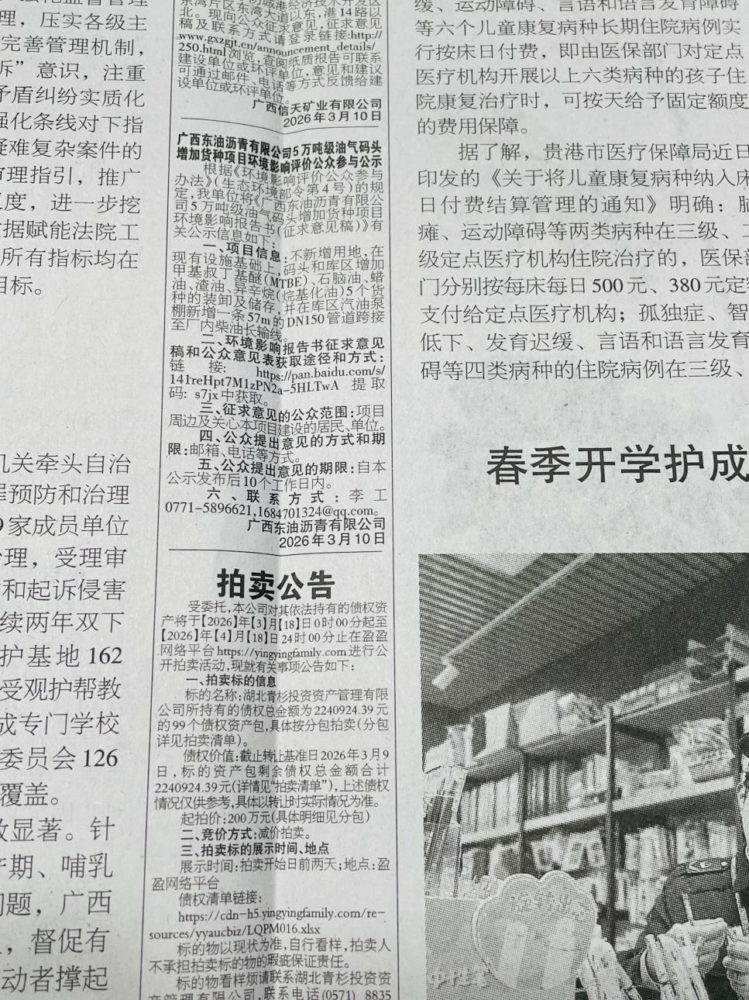 理，压实各级主
完善管理机制，
诉”意识，注重
矛盾纠纷实质化
强化条线对下指
疑难复杂案件的
审理指引，推广
度，进一步挖
据赋能法院工
所有指标均在
目标。
机关牵头自治
罪预防和治理
9家成员单位
治理，受理审
和起诉侵害
续两年双下
护基地162
受观护帮教
成专门学校
委员会126
覆盖。
效显著。针
产期、哺乳
问题，广西
，督促有
动者撑起
东湾片区东湾大道以东，港14路以
北。现向公众征求意见，征求意见
稿及联系方式请登录链接:http://
www.gxzgjt.cn/announcement_details/
250.html浏览，查阅纸质报告可联系
建设单位或环评单位，意见和建议
可通过邮件、电话等方式反馈给建
设单位或环评单位。
广西信天矿业有限公司
2026年3月10日
广西东油沥青有限公司5万吨级油气码头
增加货种项目环境影响评价公众参与公示
根据《环境影响评价公众参与
办法》(生态环境部令第4号)的规
定，我单位将《广西东油沥青有限公
司5万吨级油气码头增加货种项目
环境影响报告书(征求意见稿)》有
关公示信息如下：
一、项目信息：不新增用地，在
现有设施基础上，码头和库区增加
甲基叔丁基醚(MTBE)、石脑油、蜡
油、渣油、异辛烷(烷基化油)5个货
种的装卸及储存，并在库区汽油泵
棚新增一条57m的DN150管道跨接
至厂内柴油长输线。
二、环境影响报告书征求意见
稿和公众意见表获取途径和方式：
链接：https://pan.baidu.com/s/
141reHpt7M1zPN2a-5HLTwA 提取
码：s7jx中获取。
三、征求意见的公众范围：项目
周边及关心本项目建设的居民、单位。
四、公众提出意见的方式和期
限：邮箱、电话等方式。
五、公众提出意见的期限：自本
公示发布后10个工作日内。
六、联系方式：李工
0771-5896621,1684701324@qq.com。
广西东油沥青有限公司
2026年3月10日
拍卖公告
受委托，本公司对其依法持有的债权资
产将于【2026】年【3】月【18】日0时00分起至
【2026】年【4】月【18】日24时00分止在盈盈
网络平台https://yingyingfamily.com进行公
开拍卖活动，现就有关事项公告如下：
一、拍卖标的信息
标的名称：湖北青杉投资资产管理有限
公司所持有的债权总金额为2240924.39元
的99个债权资产包，具体按分包拍卖(分包
详见拍卖清单)。
债权价值：截止转让基准日2026年3月9
日，标的资产包剩余债权总金额合计
2240924.39元(详情见“拍卖清单”)，上述债权
情况仅供参考，具体以转让时实际情况为准。
起拍价：200万元(具体明细见分包)
二、竞价方式：减价拍卖。
三、拍卖标的展示时间、地点
展示时间：拍卖开始日前两天；地点：盈
盈网络平台
债权清单链接：
https://cdn-h5.yingyingfamily.com/re-
sources/yyaucbiz/LQPM016.xlsx
标的物以现状为准，自行看样，拍卖人
不承担拍卖标的物的瑕疵保证责任。
标的物看样烦请联系湖北青杉投资资
产管理有限公司，联系电话(0571) 8835
缓、运动障碍、言语和语言发育障碍
等六个儿童康复病种长期住院病例实
行按床日付费，即由医保部门对定点
医疗机构开展以上六类病种的孩子住
院康复治疗时，可按天给予固定额度
的费用保障。
据了解，贵港市医疗保障局近日
印发的《关于将儿童康复病种纳入床
日付费结算管理的通知》明确：脑
瘫、运动障碍等两类病种在三级、二
级定点医疗机构住院治疗的，医保部
门分别按每床每日500元、380元定额
支付给定点医疗机构；孤独症、智
低下、发育迟缓、言语和语言发育
碍等四类病种的住院病例在三级、
春季开学护成